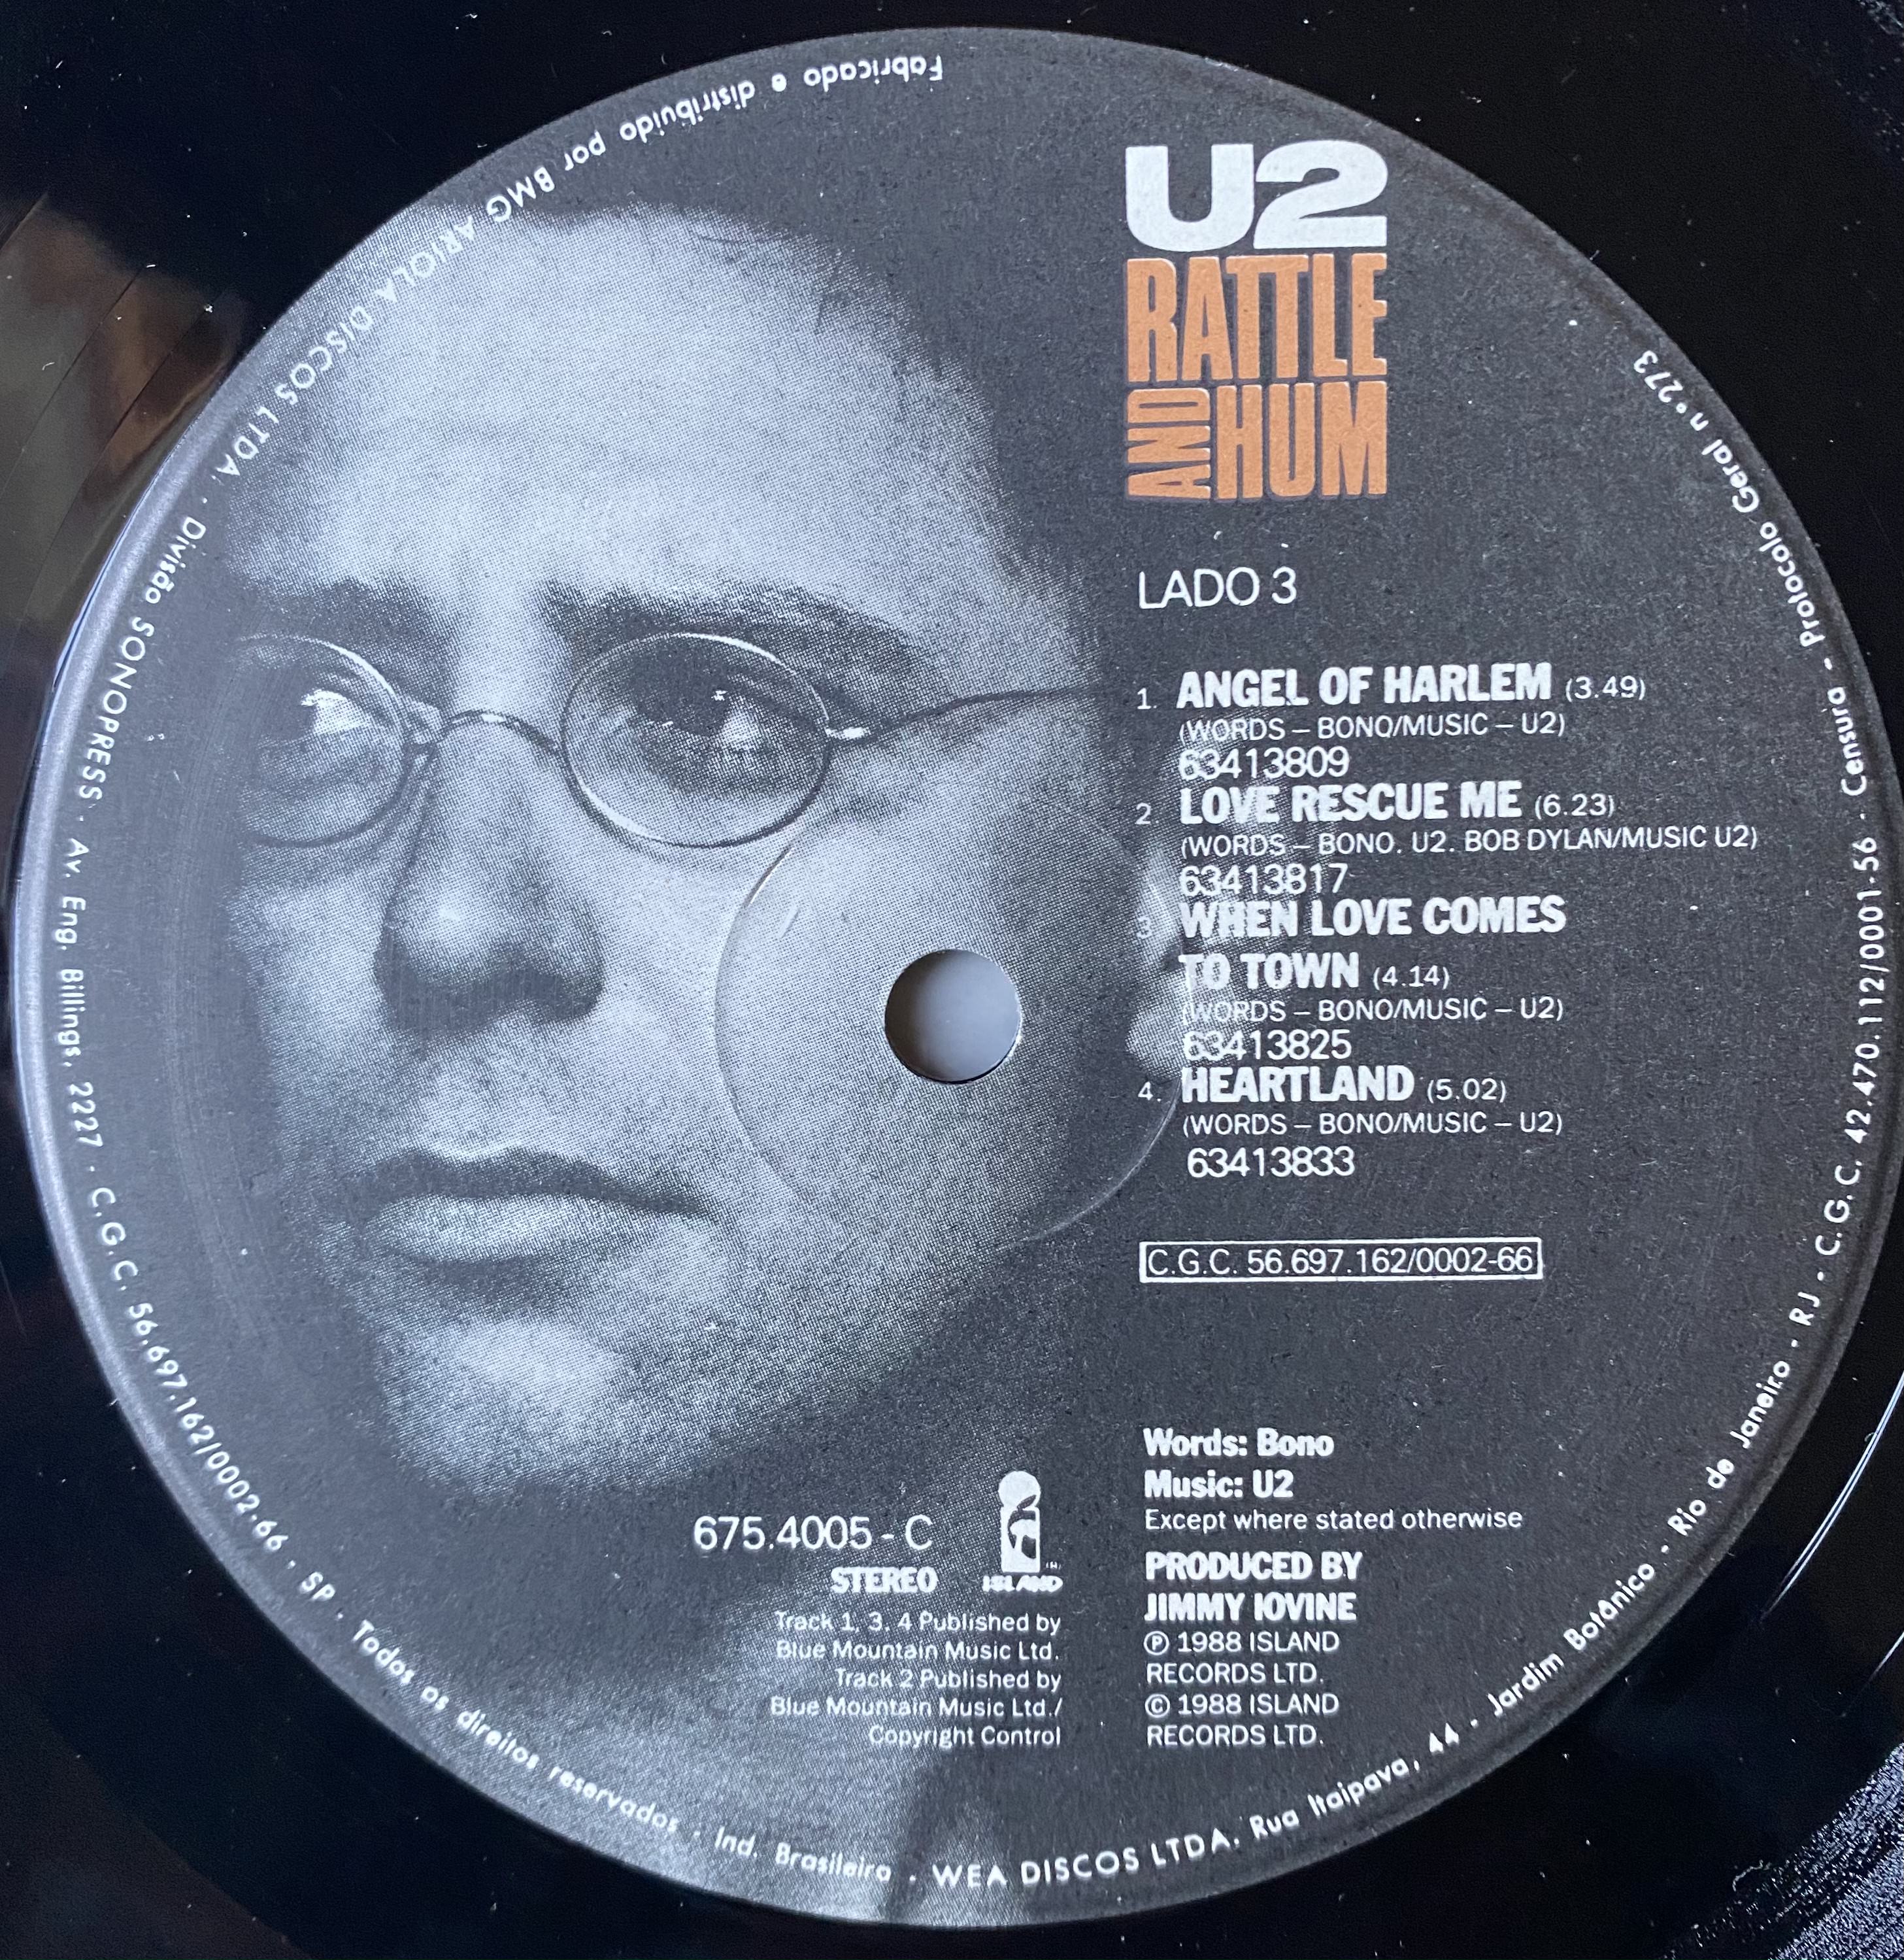 U2
RATTLE
AND HUM
LADO 3
1. ANGEL OF HARLEM (3.49)
(WORDS – BONO/MUSIC – U2)
63413809
2 LOVE RESCUE ME (6.23)
(WORDS – BONO. U2. BOB DYLAN/MUSIC U2)
63413817
3 WHEN LOVE COMES
TO TOWN (4.14)
(WORDS – BONO/MUSIC – U2)
63413825
4. HEARTLAND (5.02)
(WORDS – BONO/MUSIC – U2)
63413833
C.G.C. 56.697.162/0002-66
675.4005 - C
STEREO
ISLAND
Track 1, 3. 4 Published by
Blue Mountain Music Ltd.
Track 2 Published by
Blue Mountain Music Ltd./
Copyright Control
Words: Bono
Music: U2
Except where stated otherwise
PRODUCED BY
JIMMY IOVINE
Ⓟ 1988 ISLAND
RECORDS LTD.
© 1988 ISLAND
RECORDS LTD.
Fabricado e distribuido por BMG ARIOLA DISCOS LTDA. · Divisão SONOPRESS · Av. Eng. Billings, 2227 · C.G.C. 56.697.162/0002-66 · SP · Todos os direitos reservados · Ind. Brasileira · WEA DISCOS LTDA. Rua Itaipava, 44 - Jardim Botânico - Rio de Janeiro - RJ - C.G.C. 42.470.112/0001-56 · Censura - Protocolo Geral n° 273